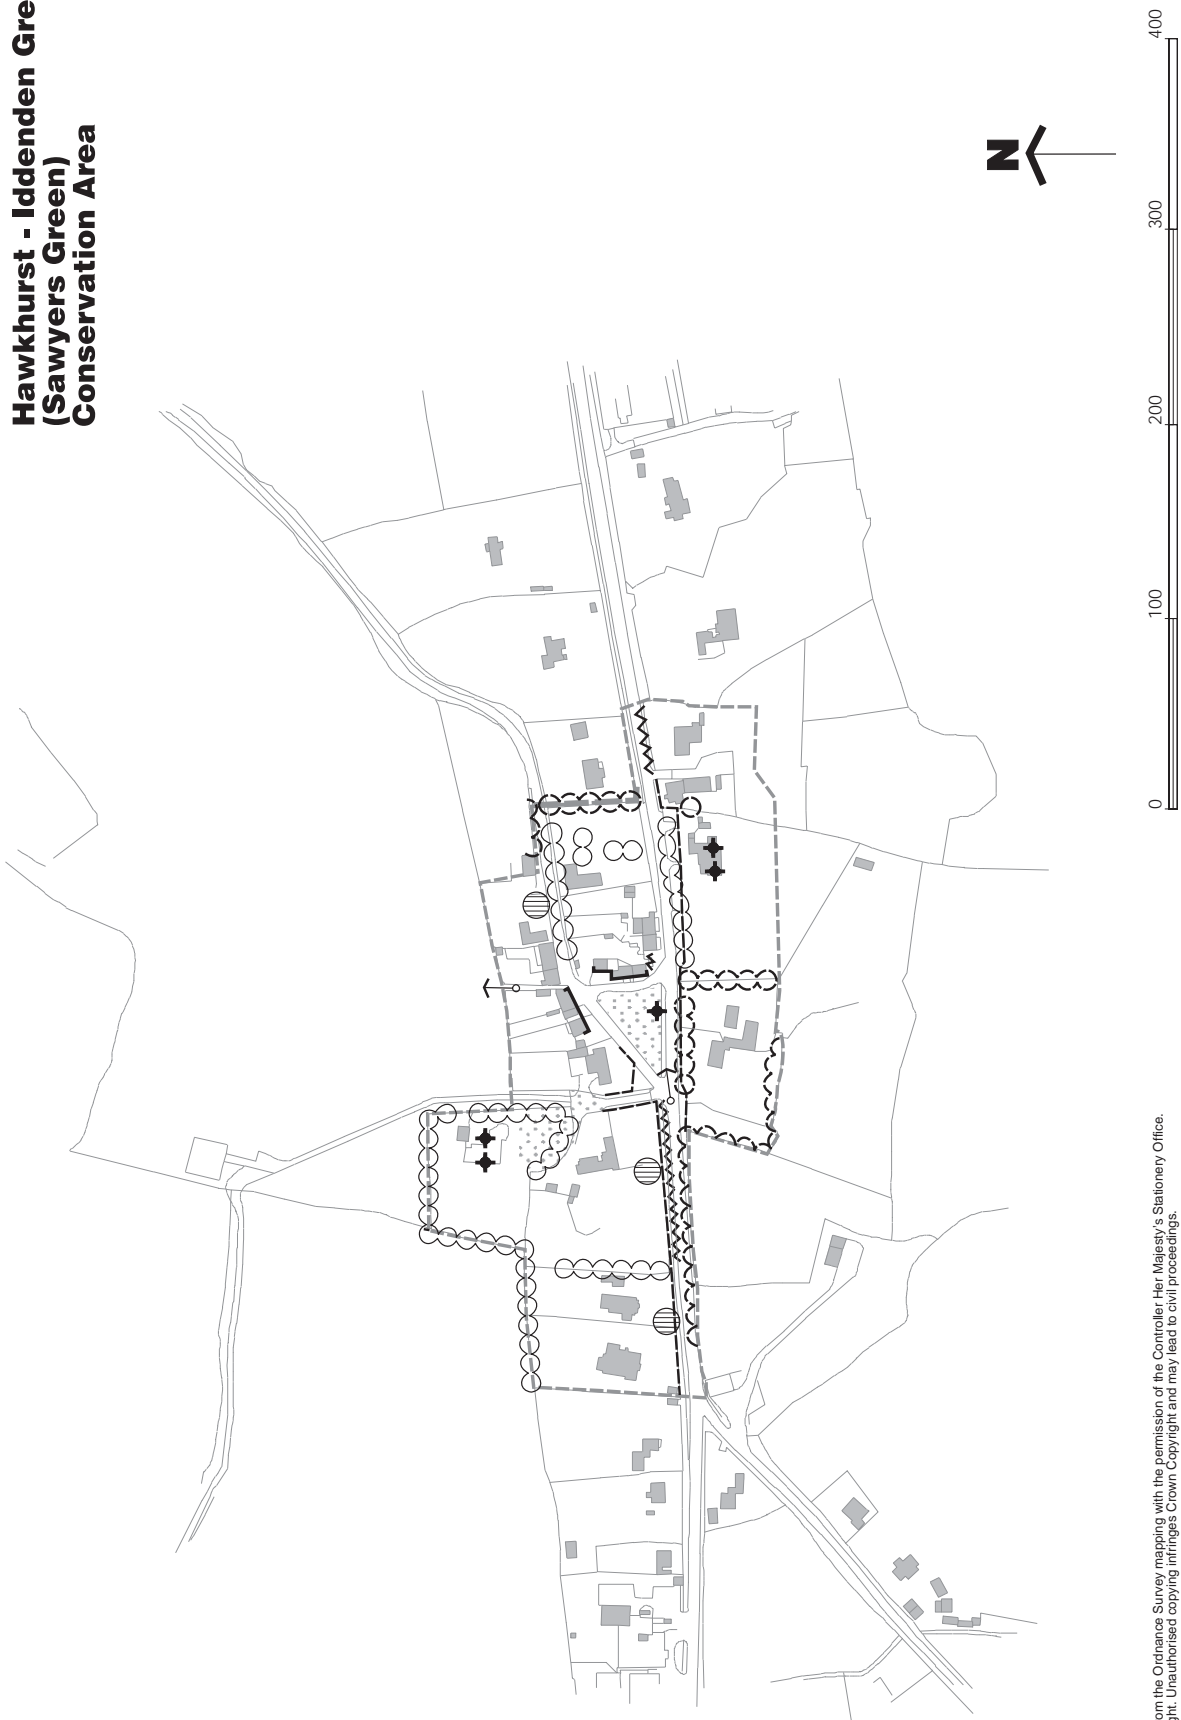 Hawkhurst - Iddenden Gre
(Sawyers Green)
Conservation Area
N
0 100 200 300 400
om the Ordnance Survey mapping with the permission of the Controller Her Majesty's Stationery Office.
ght. Unauthorised copying infringes Crown Copyright and may lead to civil proceedings.